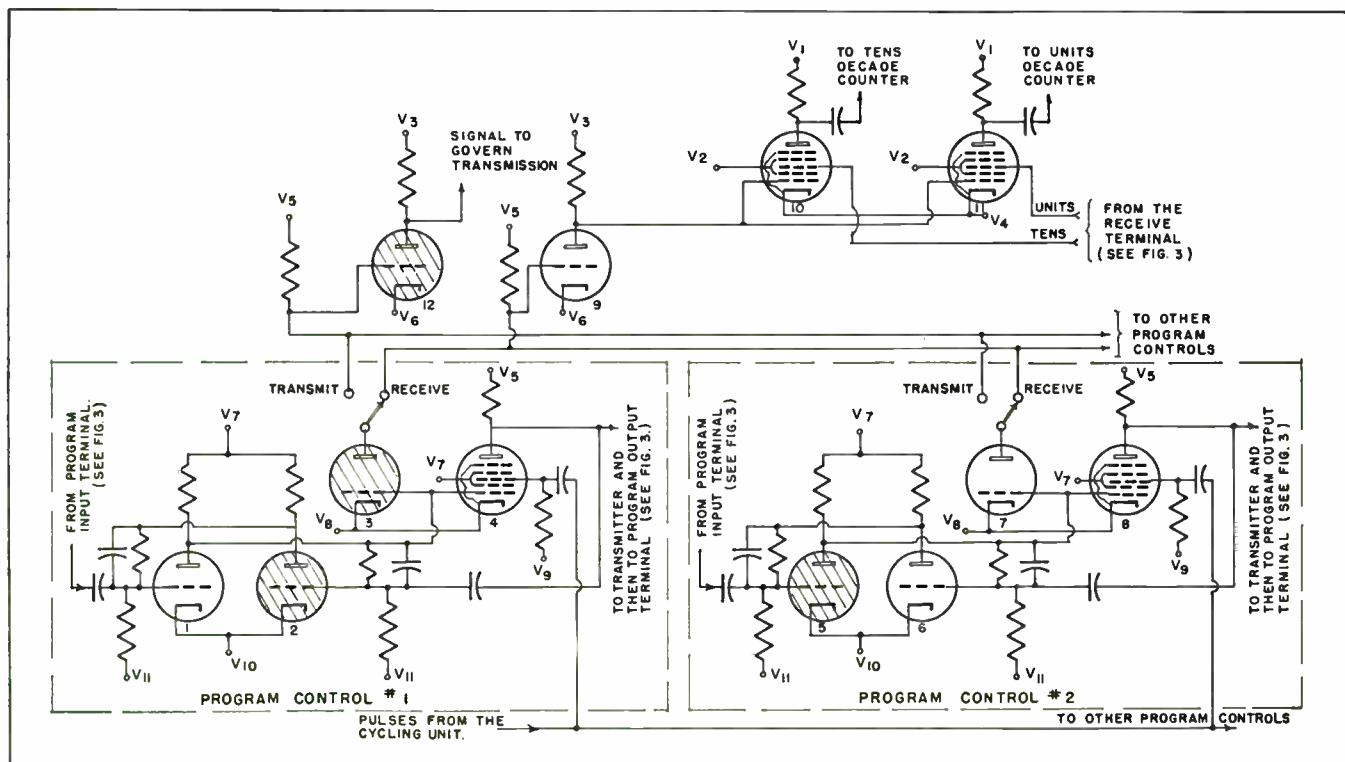 V1
TO TENS
DECADE
COUNTER
V1
TO UNITS
DECADE
COUNTER
V3
SIGNAL TO
GOVERN
TRANSMISSION
V3
V2
V2
10
11
V4
UNITS
TENS
FROM THE
RECEIVE
TERMINAL
(SEE FIG. 3)
V5
V5
12
V6
9
V6
TO OTHER
PROGRAM
CONTROLS
TRANSMIT
RECEIVE
V5
FROM PROGRAM
INPUT TERMINAL.
(SEE FIG. 3)
V7
V7
V8
3
4
V9
1
2
V10
V11
V11
TO TRANSMITTER AND
THEN TO PROGRAM OUTPUT
TERMINAL (SEE FIG. 3.)
PROGRAM CONTROL #1
TRANSMIT
RECEIVE
V5
FROM PROGRAM
INPUT TERMINAL
(SEE FIG. 3)
V7
V7
V8
7
8
V9
5
6
V10
V11
V11
TO TRANSMITTER AND
THEN TO PROGRAM OUTPUT
TERMINAL (SEE FIG. 3)
PROGRAM CONTROL #2
PULSES FROM THE
CYCLING UNIT.
TO OTHER PROGRAM CONTROLS